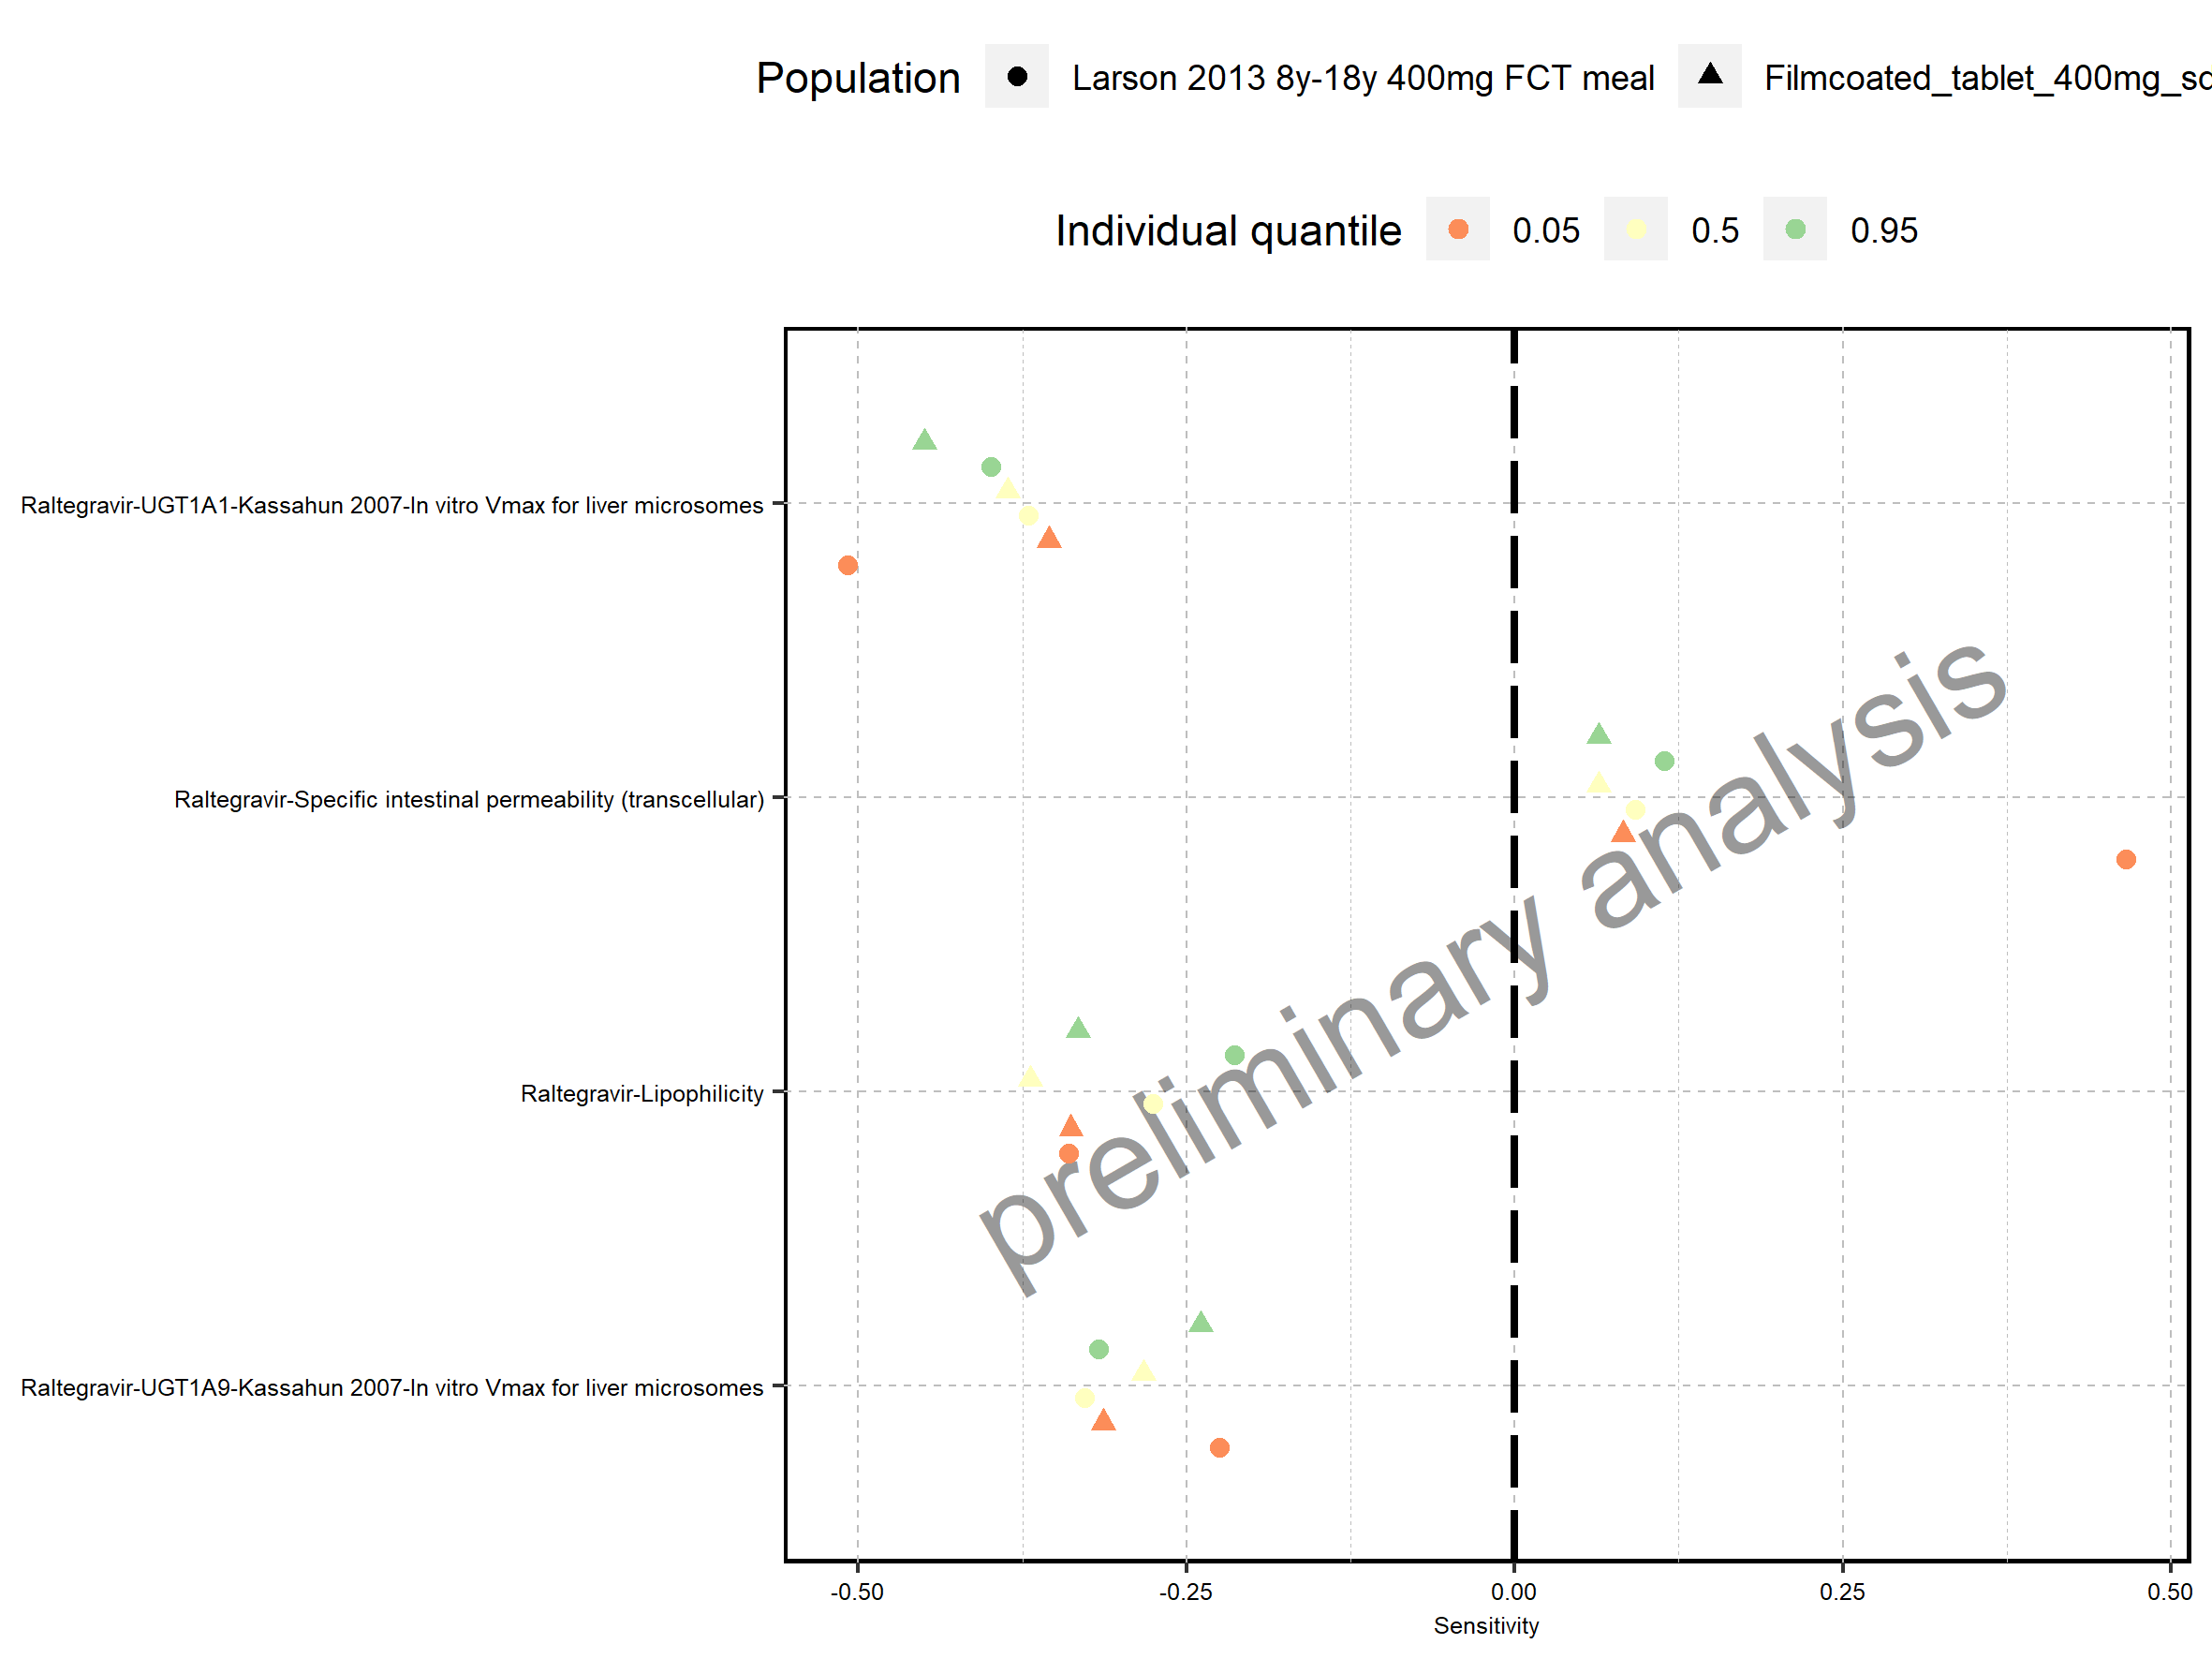 Population Larson 2013 8y-18y 400mg FCT meal Filmcoated_tablet_400mg_sd
Individual quantile 0.05 0.5 0.95
Raltegravir-UGT1A1-Kassahun 2007-In vitro Vmax for liver microsomes
Raltegravir-Specific intestinal permeability (transcellular)
Raltegravir-Lipophilicity
Raltegravir-UGT1A9-Kassahun 2007-In vitro Vmax for liver microsomes
preliminary analysis
-0.50 -0.25 0.00 0.25 0.50
Sensitivity